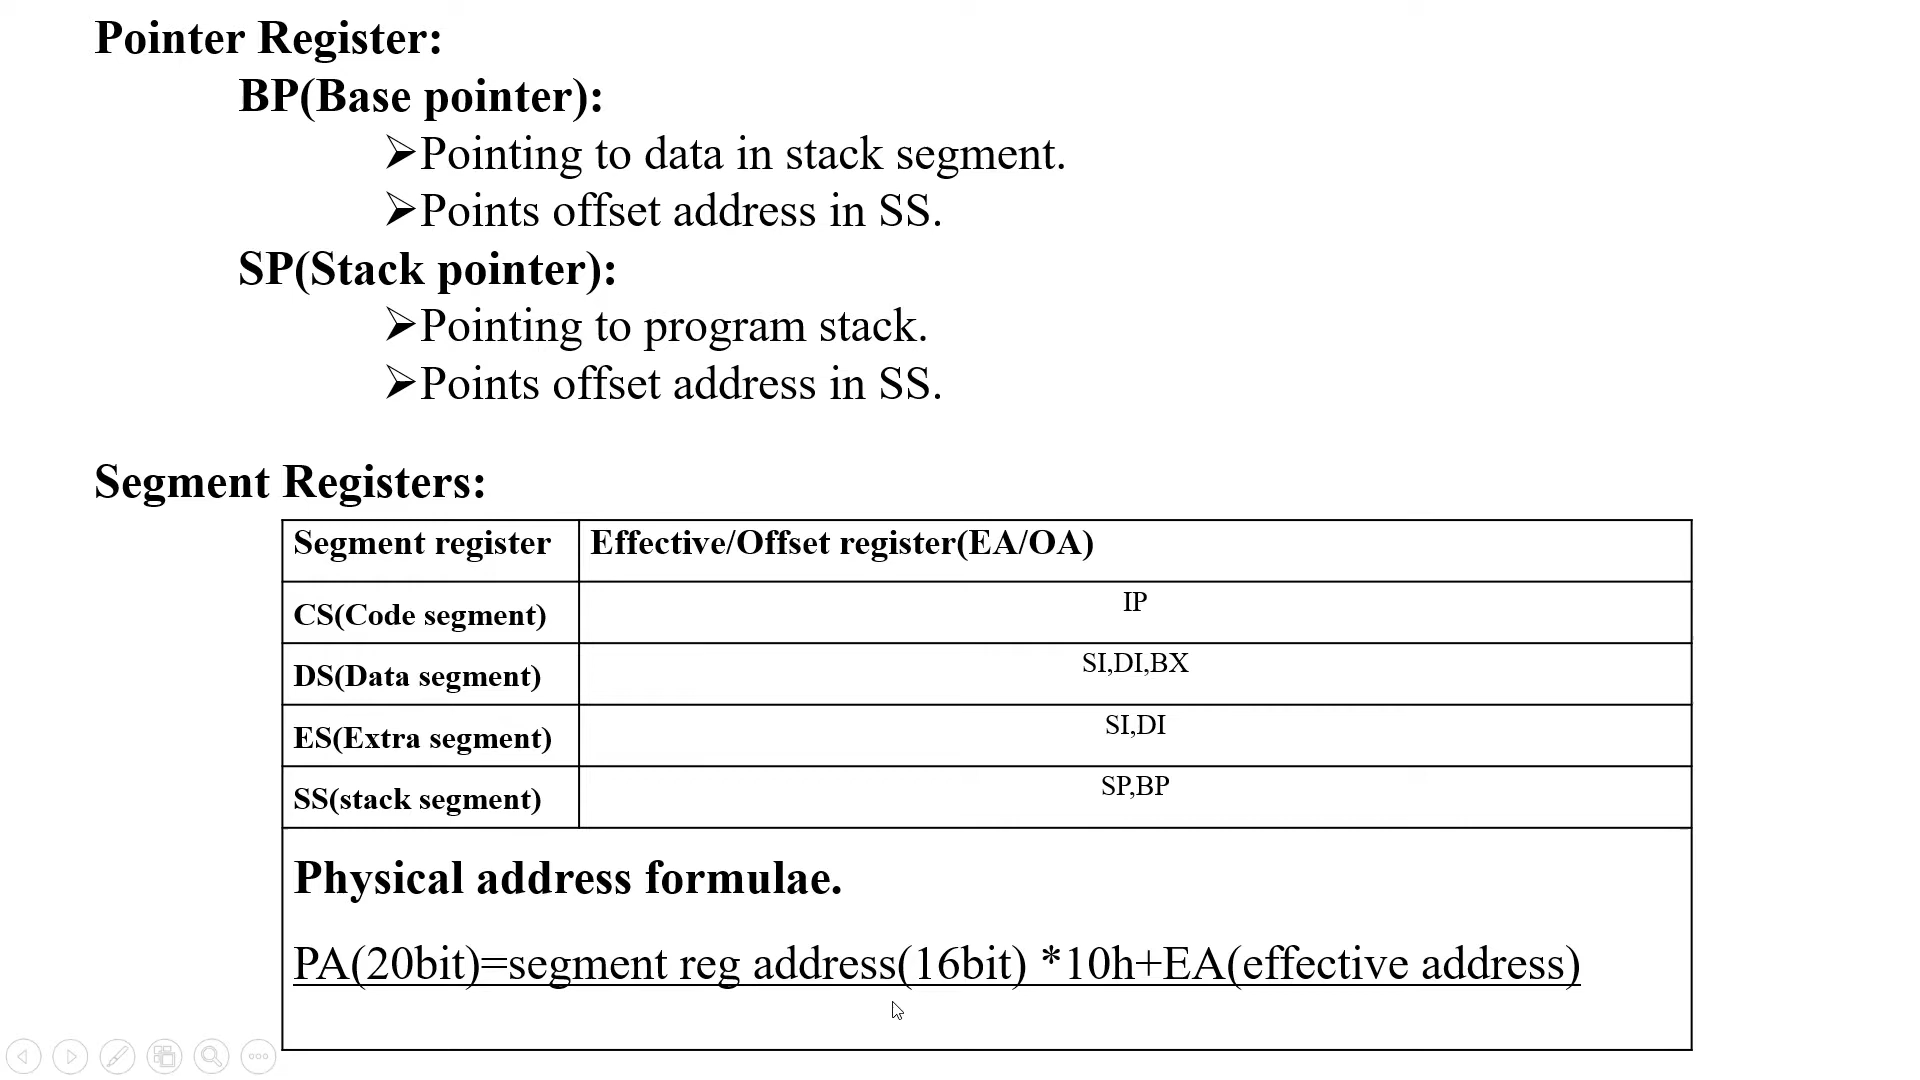 Pointer Register:
BP(Base pointer):
➢Pointing to data in stack segment.
➢Points offset address in SS.
SP(Stack pointer):
➢Pointing to program stack.
➢Points offset address in SS.
Segment Registers:
Segment register Effective/Offset register(EA/OA)
CS(Code segment) IP
DS(Data segment) SI,DI,BX
ES(Extra segment) SI,DI
SS(stack segment) SP,BP
Physical address formulae.
PA(20bit)=segment reg address(16bit) *10h+EA(effective address)